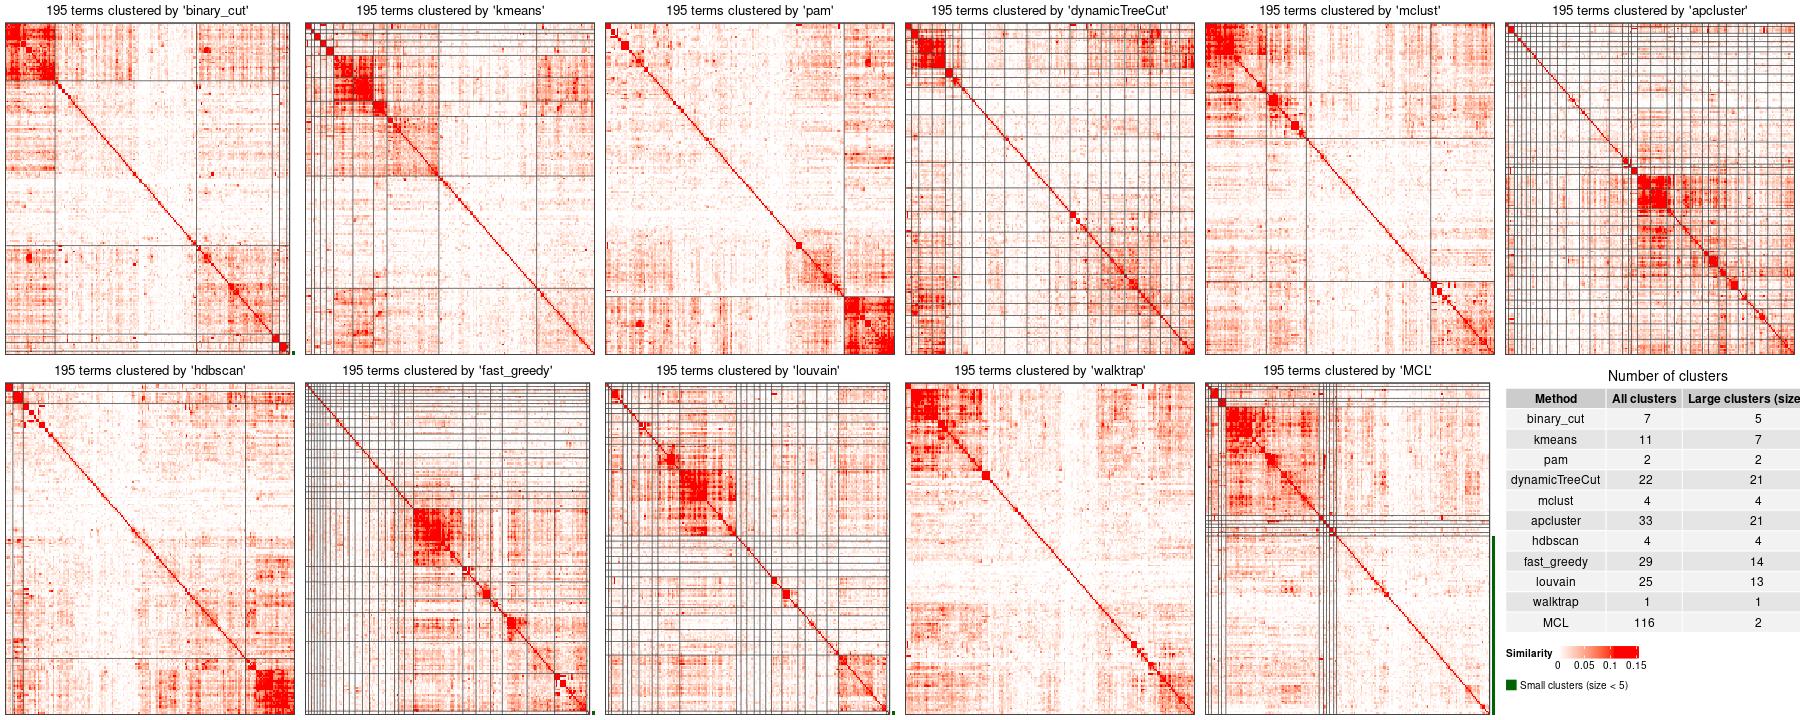 195 terms clustered by 'binary_cut'
195 terms clustered by 'kmeans'
195 terms clustered by 'pam'
195 terms clustered by 'dynamicTreeCut'
195 terms clustered by 'mclust'
195 terms clustered by 'apcluster'
195 terms clustered by 'hdbscan'
195 terms clustered by 'fast_greedy'
195 terms clustered by 'louvain'
195 terms clustered by 'walktrap'
195 terms clustered by 'MCL'
Number of clusters
Method All clusters Large clusters (size
binary_cut 7 5
kmeans 11 7
pam 2 2
dynamicTreeCut 22 21
mclust 4 4
apcluster 33 21
hdbscan 4 4
fast_greedy 29 14
louvain 25 13
walktrap 1 1
MCL 116 2
Similarity
0 0.05 0.1 0.15
Small clusters (size < 5)